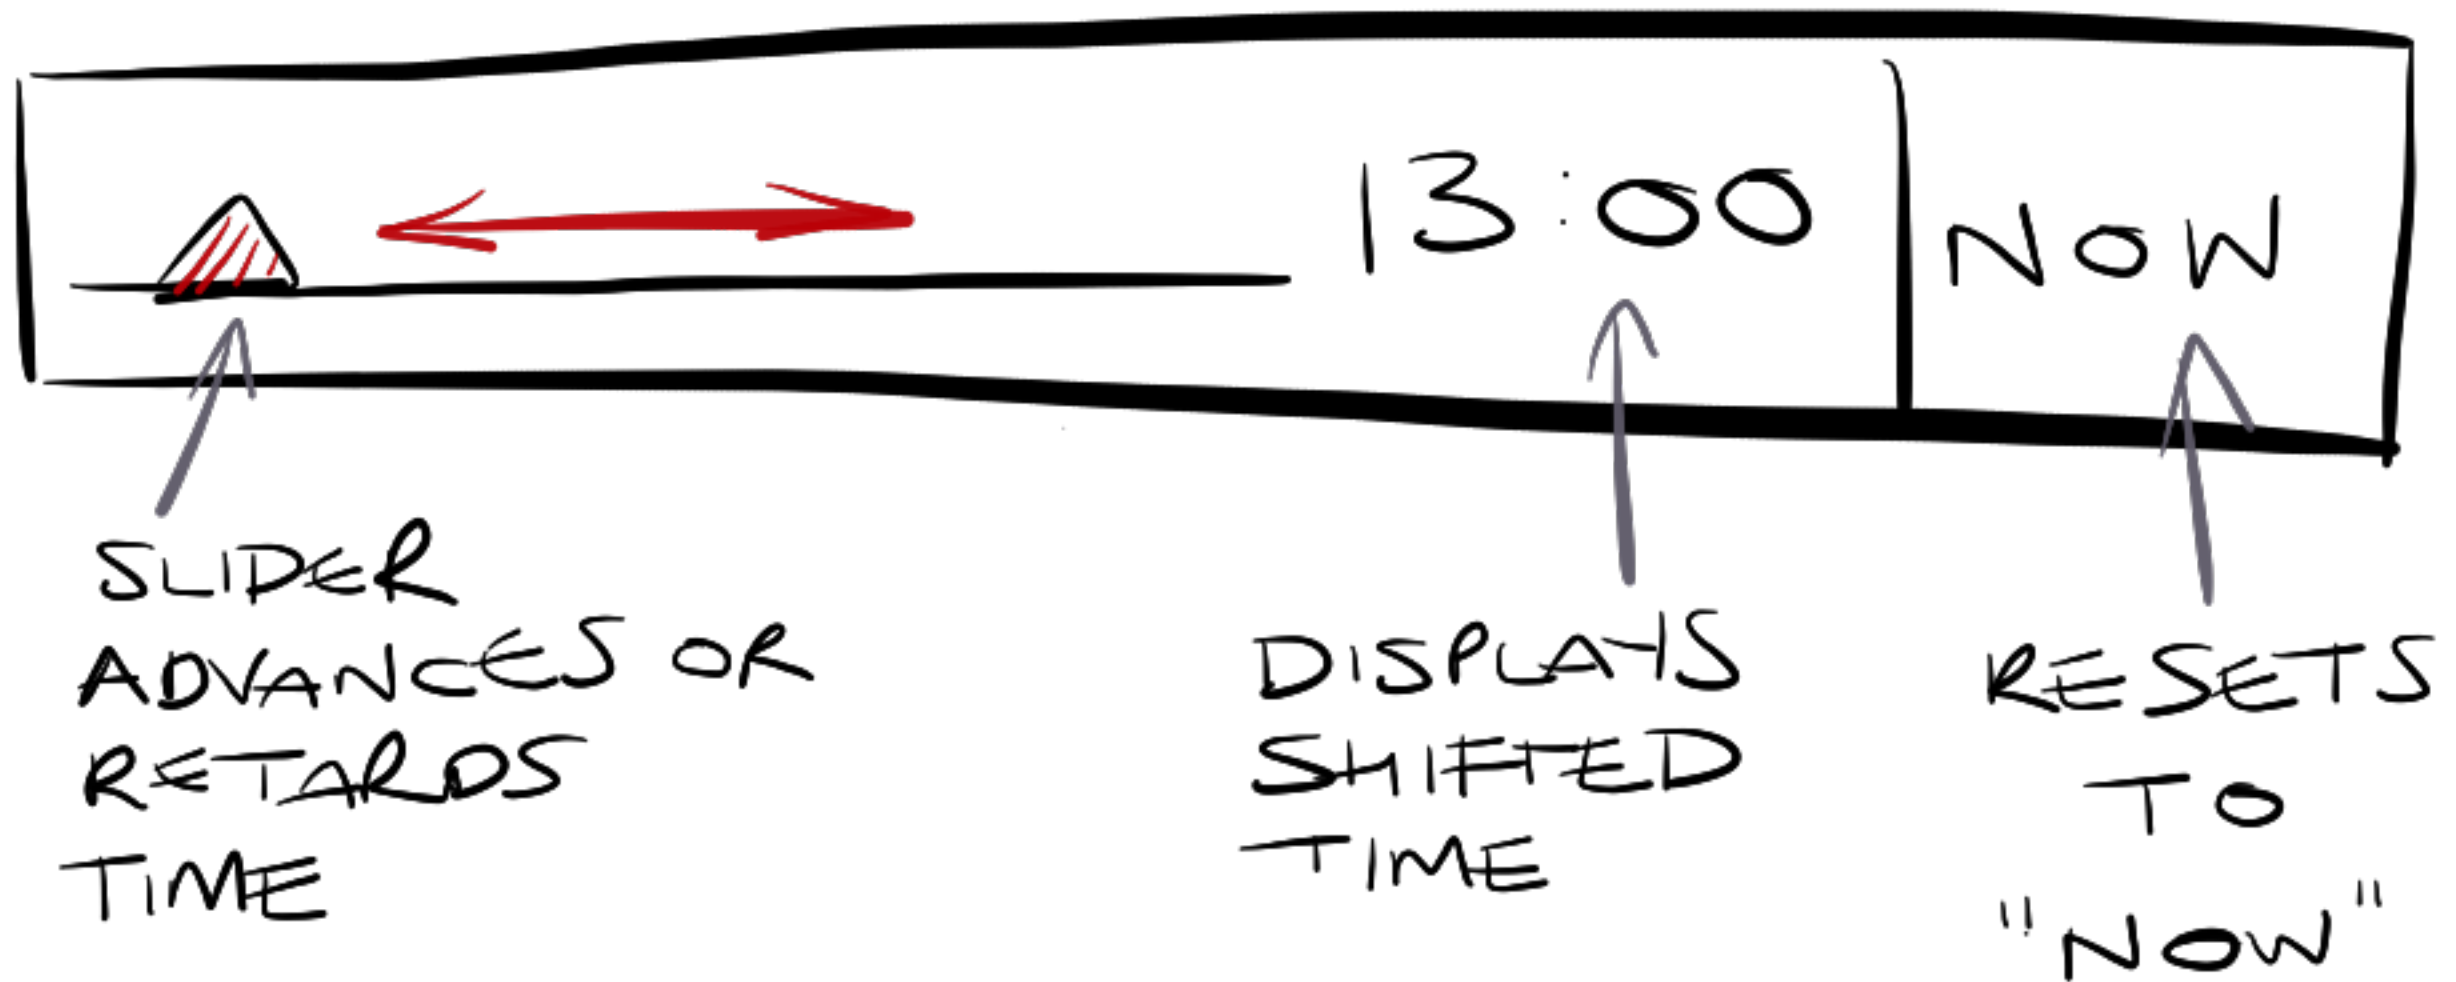 13:00
NOW
SLIDER
ADVANCES OR
RETARDS
TIME
DISPLAYS
SHIFTED
TIME
RESETS
TO
"NOW"